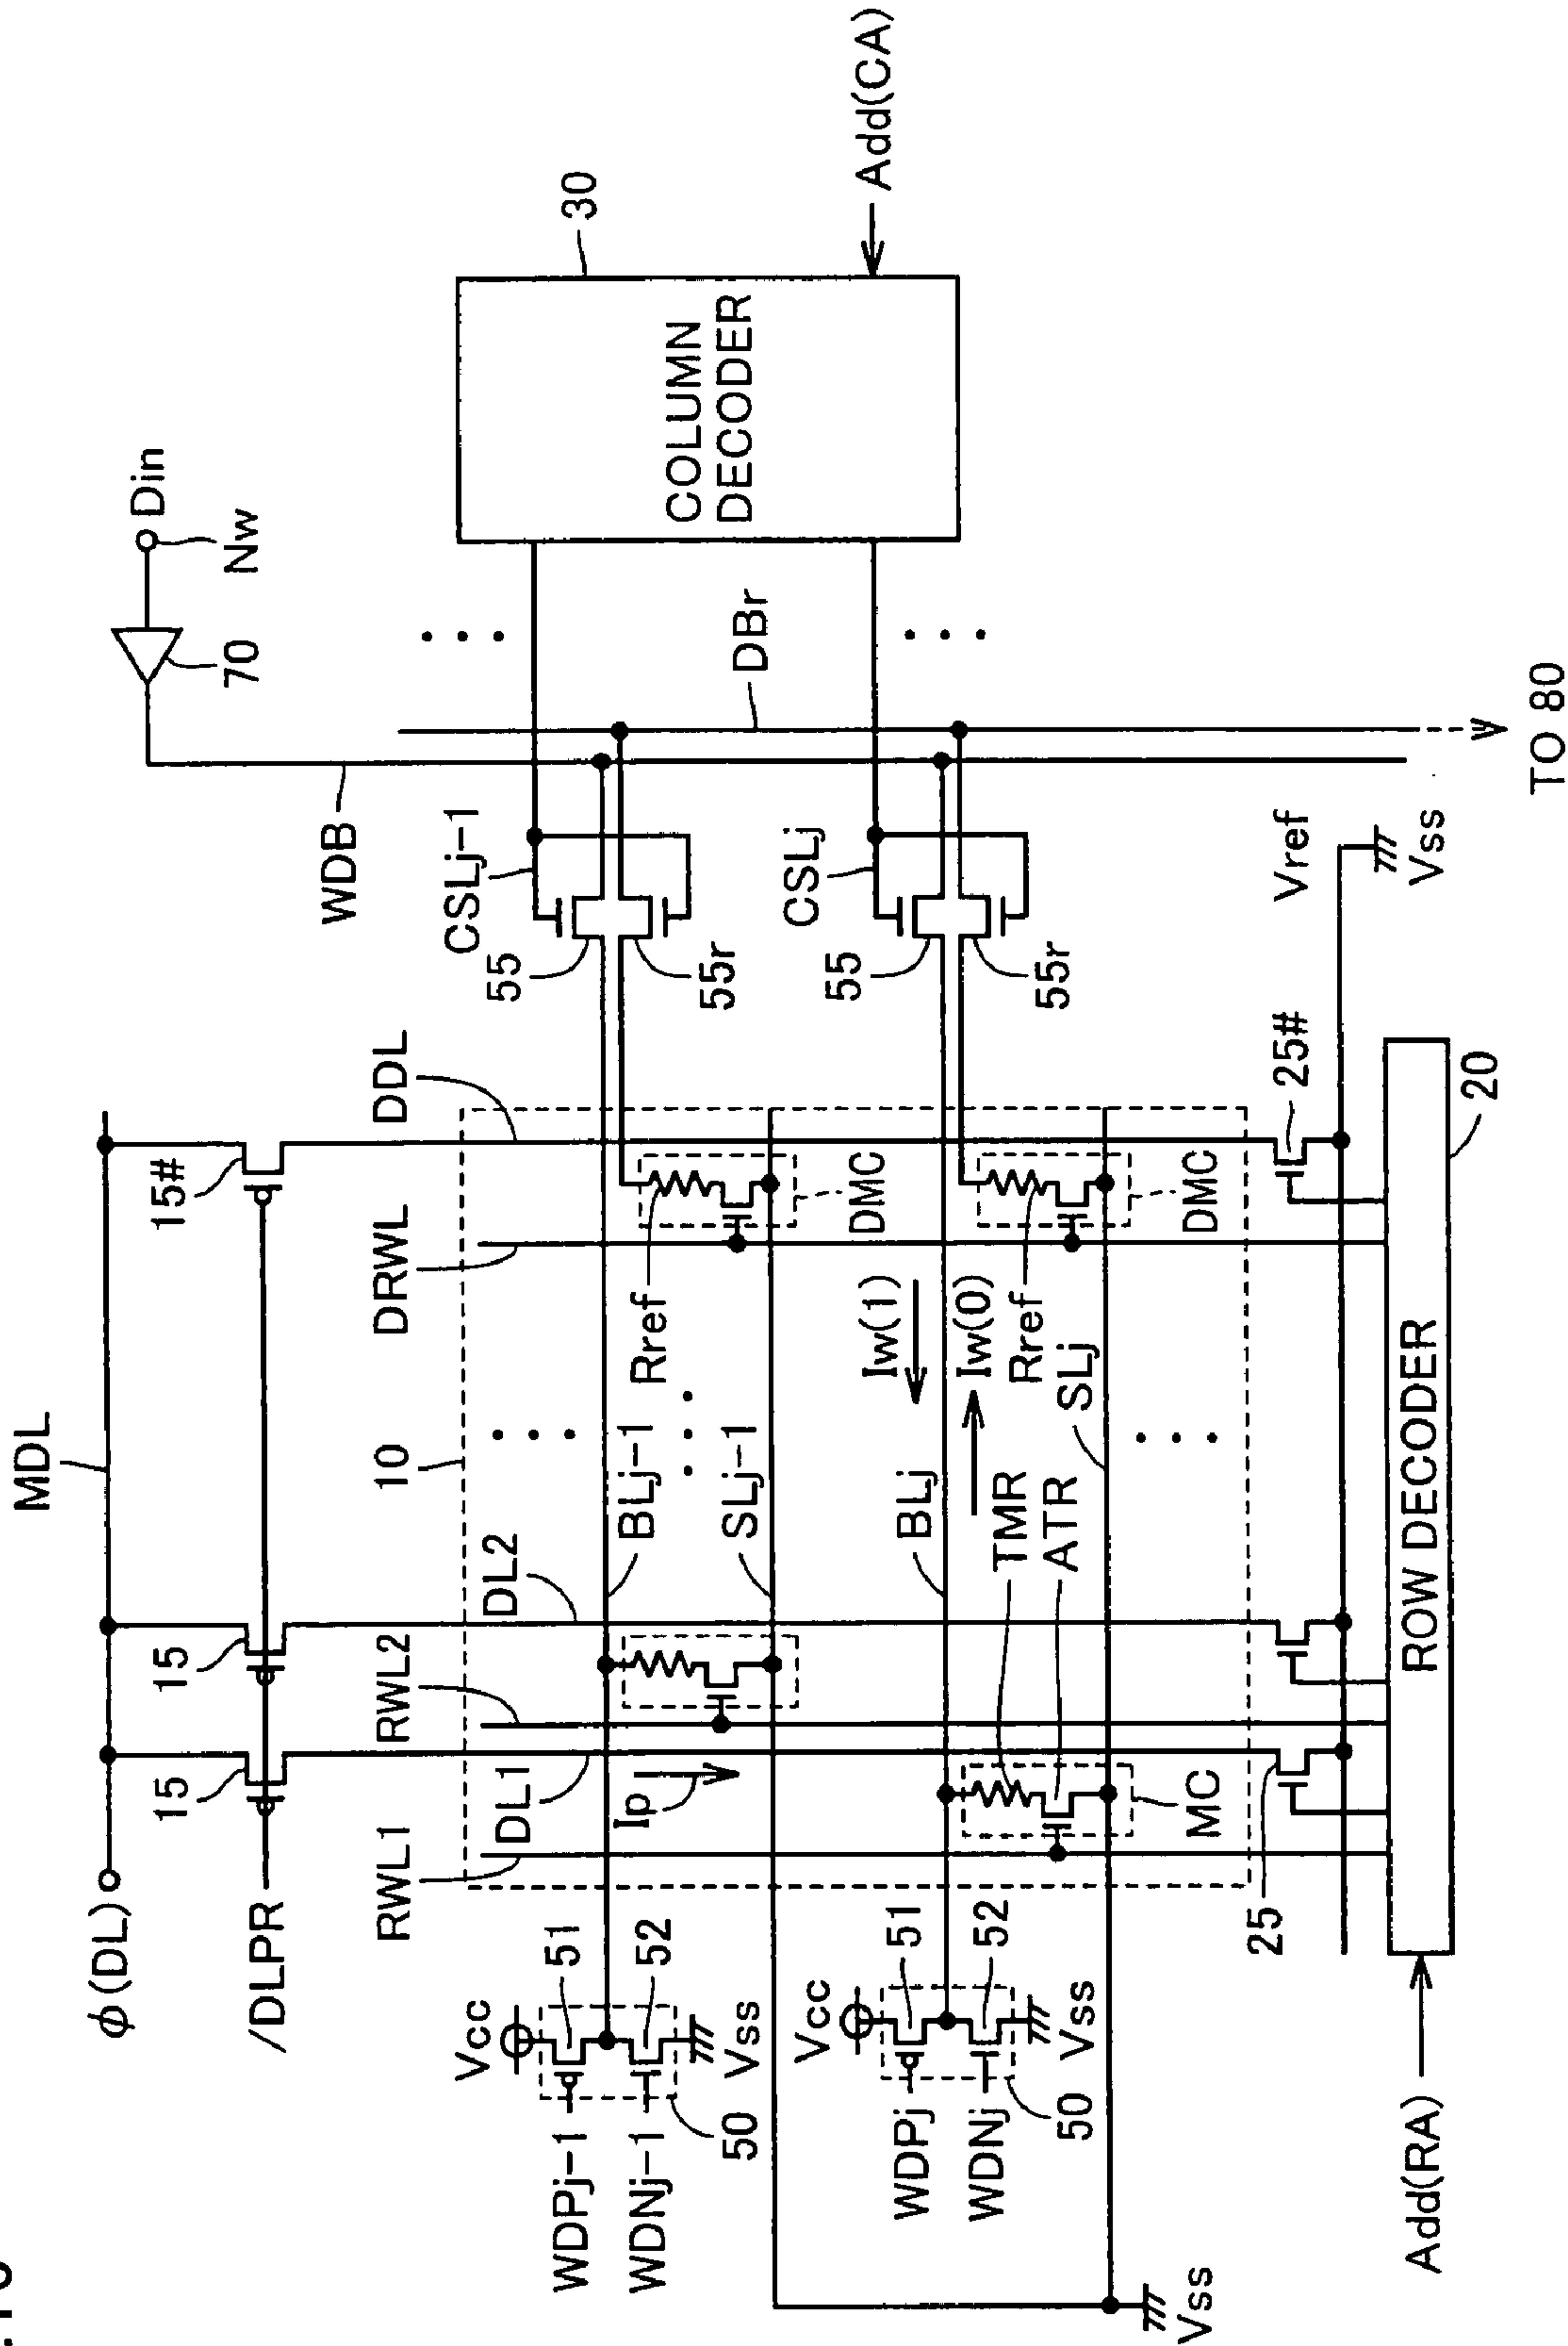 MDL
φ(DL)
/DLPR
15
15
15#
Din
Nw
70
WDB
RWL1
RWL2
DL2
10
DRWL
DDL
DL1
Ip
CSLj-1
55
55r
DBr
30
COLUMN
DECODER
Add(CA)
Vcc
51
52
Vss
WDPj-1
WDNj-1
50
BLj-1
SLj-1
Rref
DMC
Vcc
51
52
Vss
WDPj
WDNj
50
BLj
Iw(1)
Iw(0)
TMR
ATR
MC
Rref
SLj
DMC
CSLj
55
55r
25
25#
Vref
Vss
TO 80
Vss
Add(RA)
ROW DECODER
20